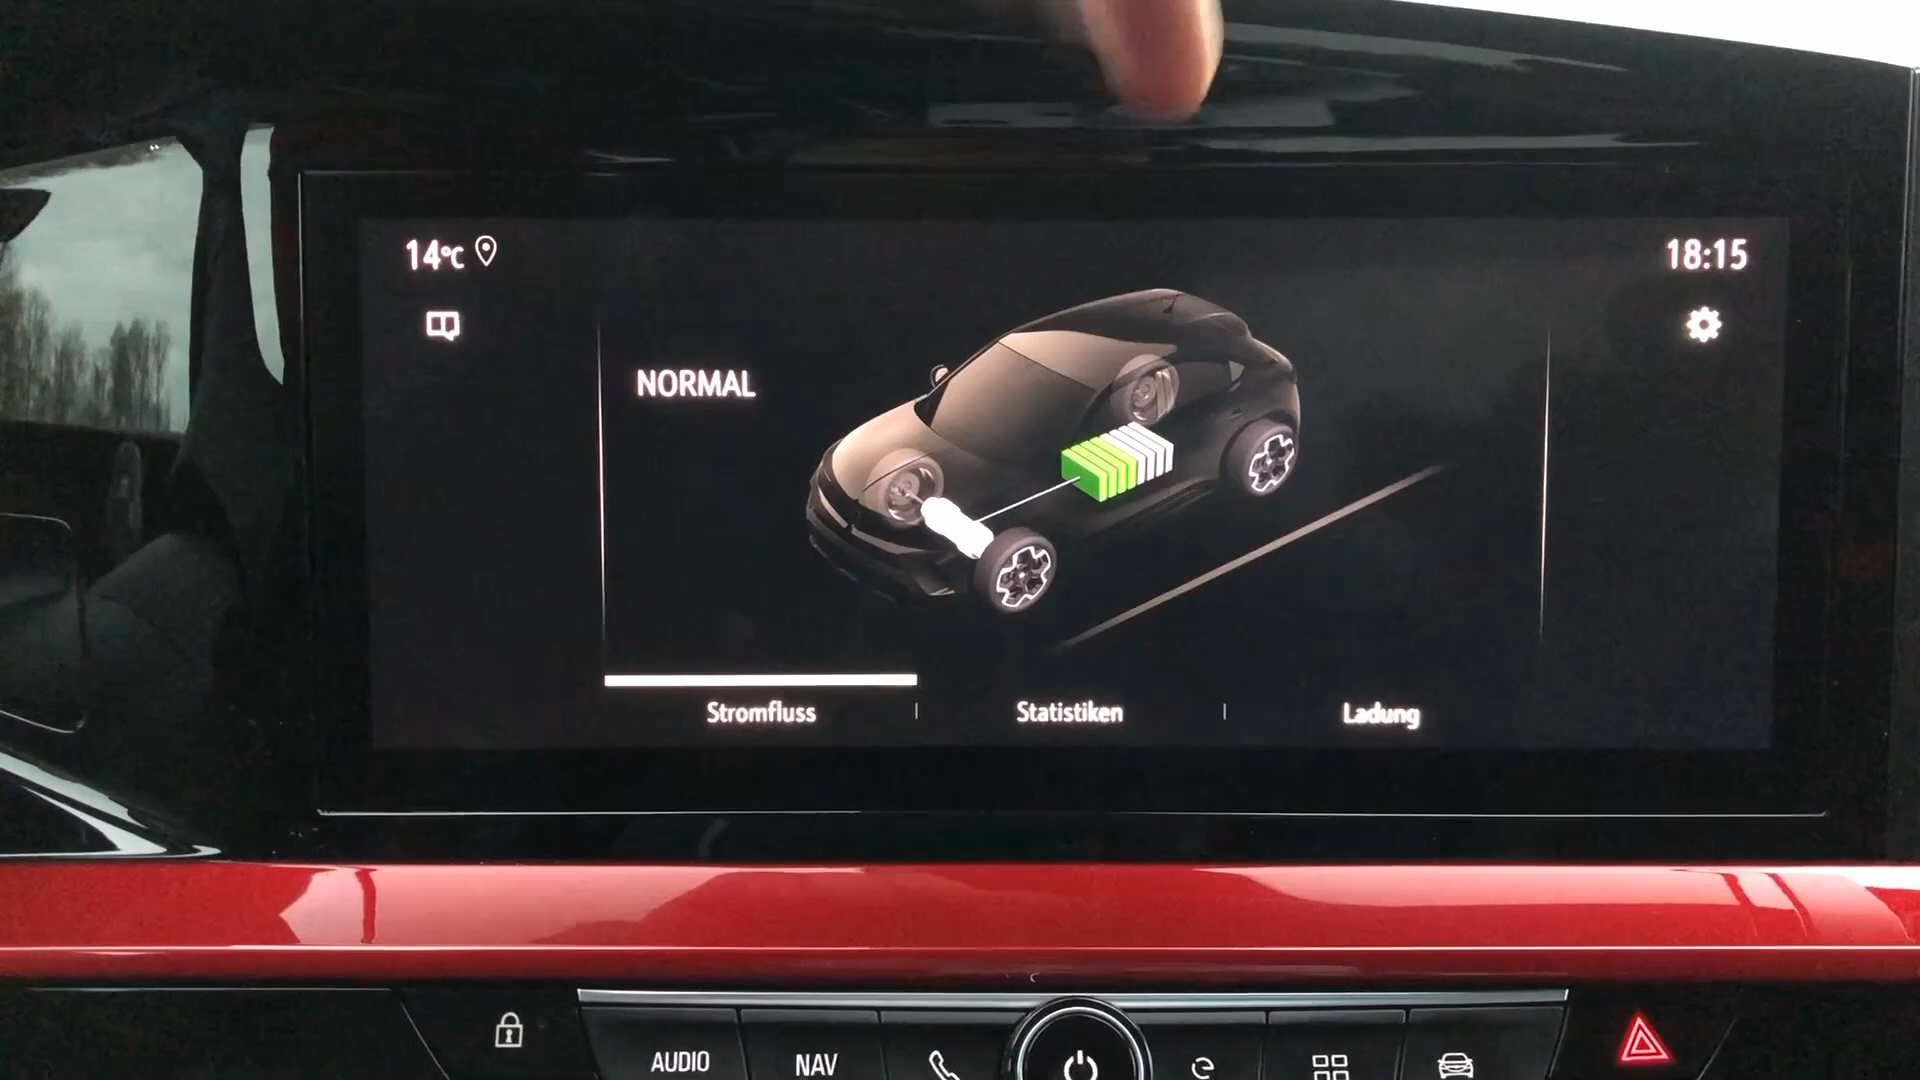 14°C
18:15
NORMAL
Stromfluss
Statistiken
Ladung
AUDIO
NAV